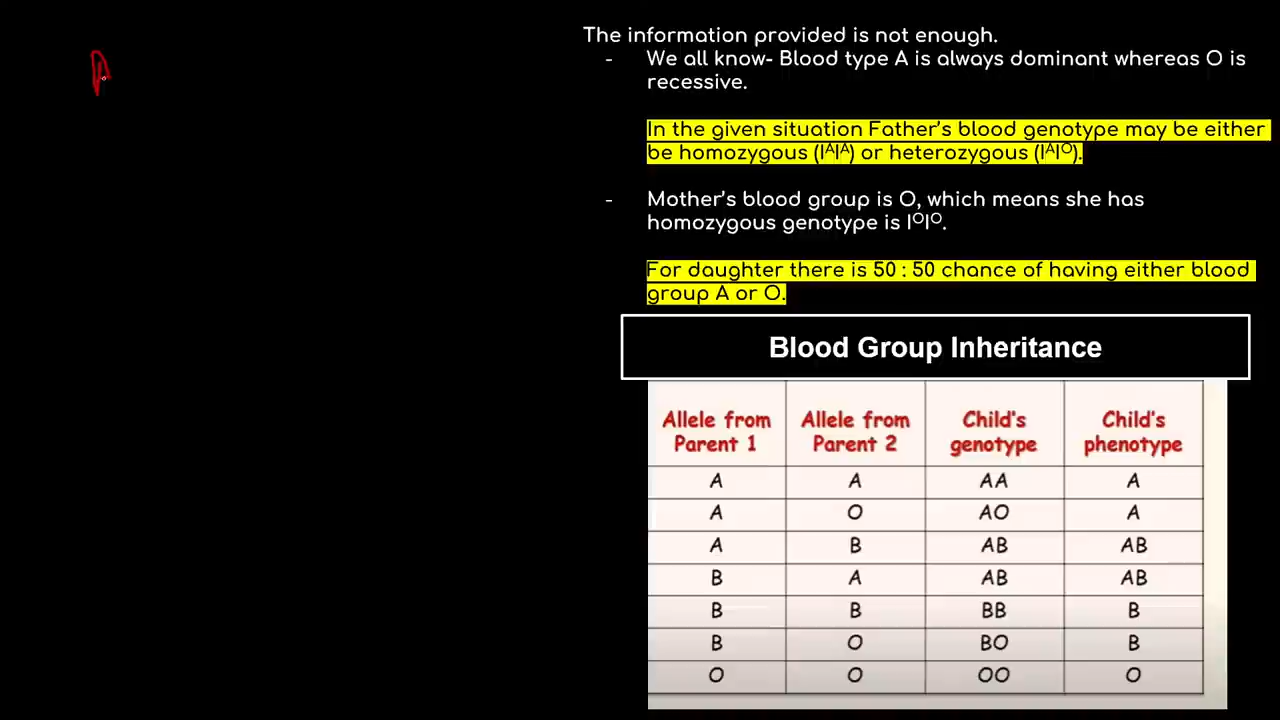 The information provided is not enough.
- We all know- Blood type A is always dominant whereas O is
recessive.
In the given situation Father's blood genotype may be either
be homozygous (IᴬIᴬ) or heterozygous (IᴬIᴼ).
- Mother's blood group is O, which means she has
homozygous genotype is IᴼIᴼ.
For daughter there is 50 : 50 chance of having either blood
group A or O.
Blood Group Inheritance
Allele from Parent 1 Allele from Parent 2 Child's genotype Child's phenotype
A A AA A
A O AO A
A B AB AB
B A AB AB
B B BB B
B O BO B
O O OO O